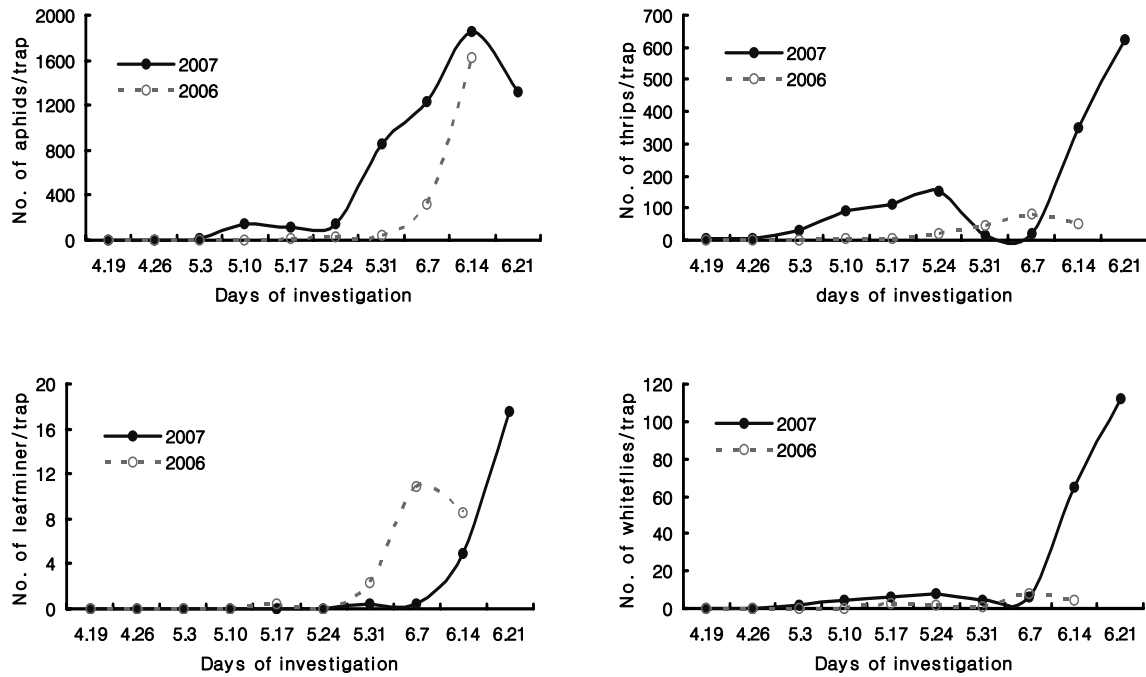 No. of aphids/trap
2000
1600
1200
800
400
0
2007
2006
4.19 4.26 5.3 5.10 5.17 5.24 5.31 6.7 6.14 6.21
Days of investigation
No. of thrips/trap
700
600
500
400
300
200
100
0
2007
2006
4.19 4.26 5.3 5.10 5.17 5.24 5.31 6.7 6.14 6.21
days of investigation
No. of leafminer/trap
20
16
12
8
4
0
2007
2006
4.19 4.26 5.3 5.10 5.17 5.24 5.31 6.7 6.14 6.21
Days of investigation
No. of whiteflies/trap
120
100
80
60
40
20
0
2007
2006
4.19 4.26 5.3 5.10 5.17 5.24 5.31 6.7 6.14 6.21
Days of investigation